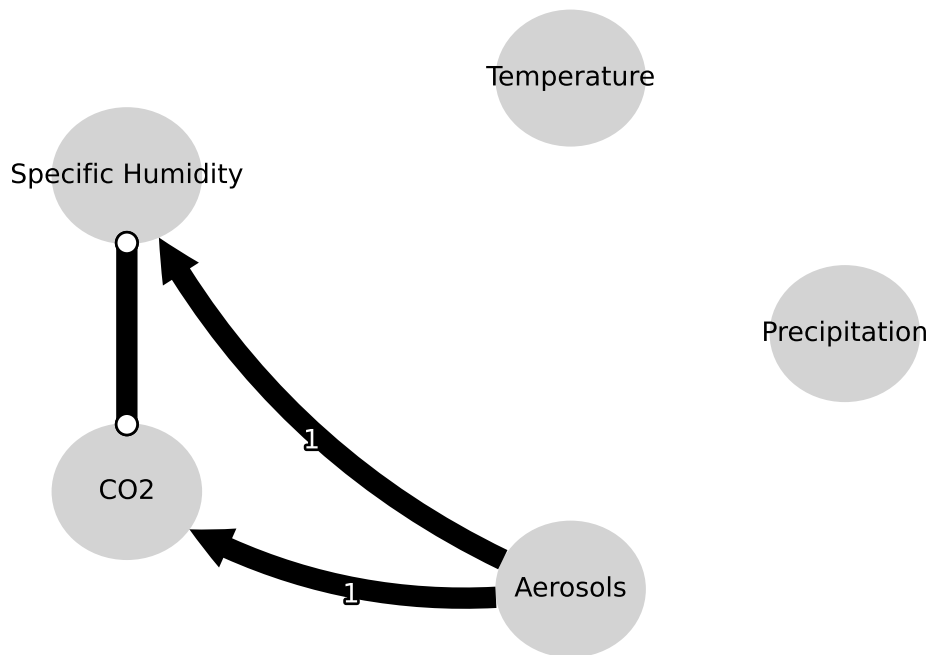 Temperature
Specific Humidity
Precipitation
1
CO2
Aerosols
1